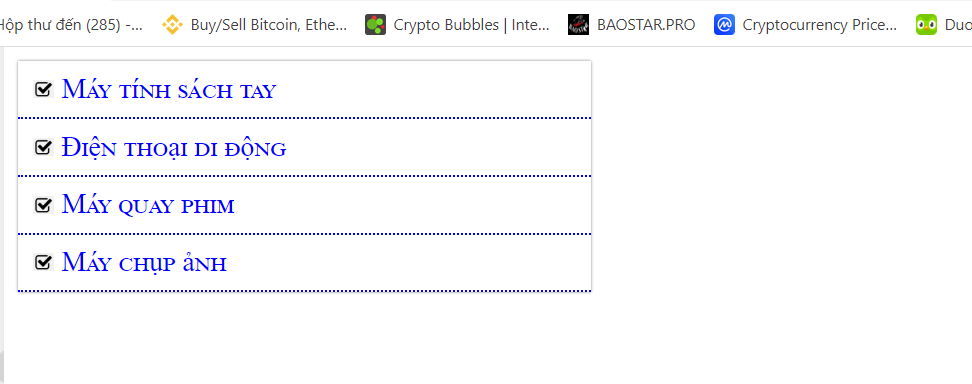 Hộp thư đến (285) -... Buy/Sell Bitcoin, Ethe... Crypto Bubbles | Inte... BAOSTAR.PRO Cryptocurrency Price... Duo
Máy tính sách tay
Điện thoại di động
Máy quay phim
Máy chụp ảnh